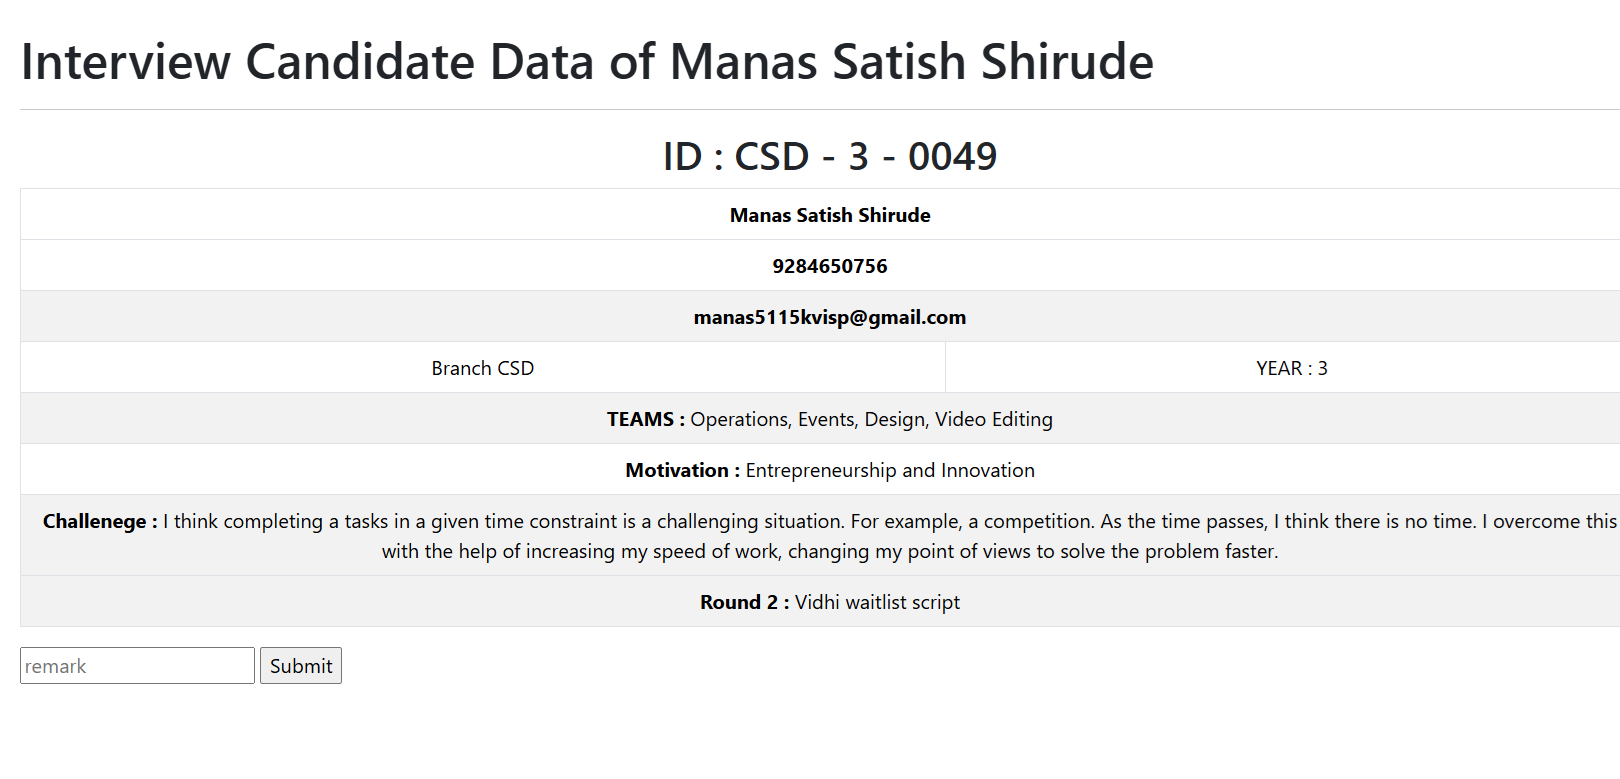 Interview Candidate Data of Manas Satish Shirude
ID : CSD - 3 - 0049
Manas Satish Shirude
9284650756
manas5115kvisp@gmail.com
Branch CSD YEAR : 3
TEAMS : Operations, Events, Design, Video Editing
Motivation : Entrepreneurship and Innovation
Challenege : I think completing a tasks in a given time constraint is a challenging situation. For example, a competition. As the time passes, I think there is no time. I overcome this
with the help of increasing my speed of work, changing my point of views to solve the problem faster.
Round 2 : Vidhi waitlist script
remark Submit